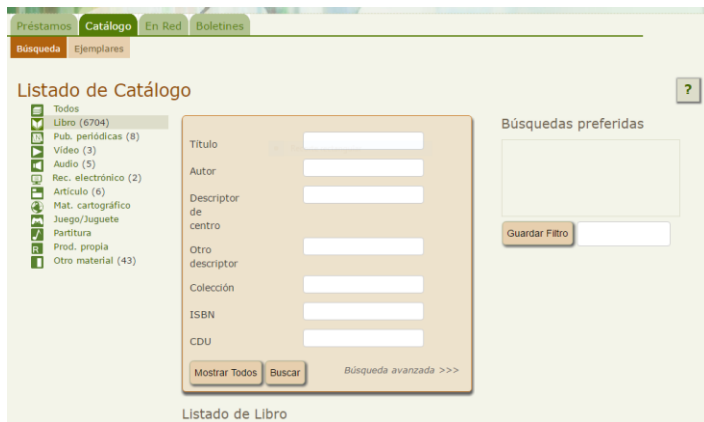 Préstamos Catálogo En Red Boletines
Búsqueda Ejemplares
Listado de Catálogo
?
Todos
Libro (6704)
Pub. periódicas (8)
Vídeo (3)
Audio (5)
Rec. electrónico (2)
Artículo (6)
Mat. cartográfico
Juego/Juguete
Partitura
Prod. propia
Otro material (43)
Título
Autor
Descriptor
de
centro
Otro
descriptor
Colección
ISBN
CDU
Mostrar Todos Buscar Búsqueda avanzada >>>
Búsquedas preferidas
Guardar Filtro
Listado de Libro